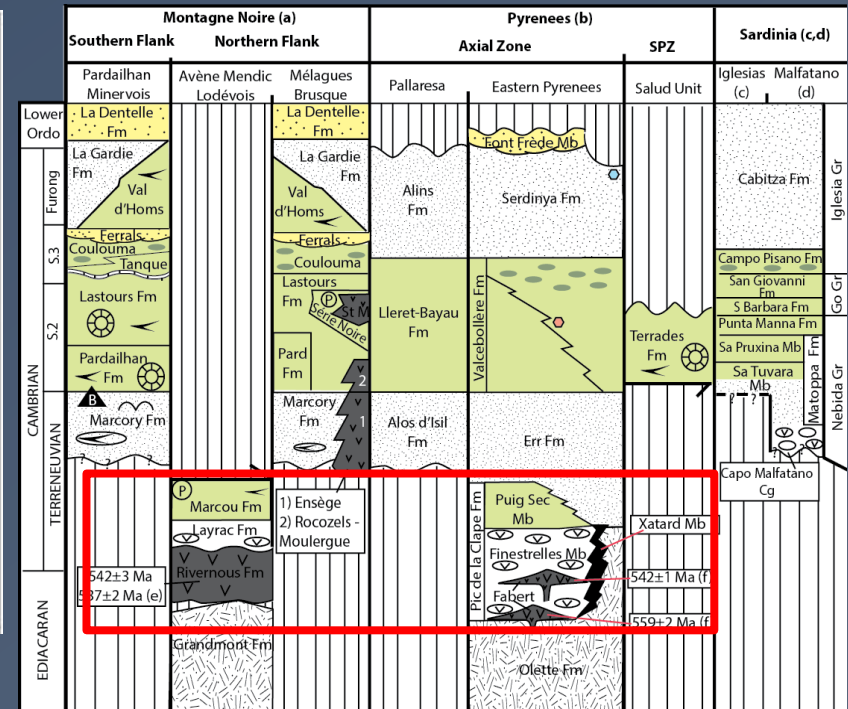 Montagne Noire (a)
Pyrenees (b)
Sardinia (c,d)
Southern Flank
Northern Flank
Axial Zone
SPZ
Pardailhan
Minervois
Avène Mendic
Lodévois
Mélagues
Brusque
Pallaresa
Eastern Pyrenees
Salud Unit
Iglesias
(c)
Malfatano
(d)
Lower
Ordo
La Dentelle
Fm
La Dentelle
Fm
Font Frède Mb
CAMBRIAN
Furong
La Gardie
Fm
Val
d'Homs
La Gardie
Fm
Val
d'Homs
Alins
Fm
Serdinya Fm
Cabitza Fm
Iglesia Gr
S.3
Ferrals
Coulouma
Tanque
Ferrals
Coulouma
Campo Pisano Fm
S.2
Lastours Fm
Lastours
Fm
P
St M
Série Noire
Lleret-Bayau
Fm
Valcebollère Fm
Terrades
Fm
San Giovanni
Fm
S Barbara Fm
Go Gr
Punta Manna Fm
Sa Pruxina Mb
Sa Tuvara
Mb
Matoppa Fm
Nebida Gr
Pardailhan
Fm
Pard
Fm
2
TERRENEUVIAN
B
Marcory Fm
Marcory
Fm
1
Alos d'Isil
Fm
Err Fm
? ?
? ?
? ?
Capo Malfatano
Cg
P
Marcou Fm
Layrac Fm
Rivernous Fm
1) Ensège
2) Rocozels -
Moulergue
Pic de la Clape Fm
Puig Sec
Mb
Finestrelles Mb
Fabert
Xatard Mb
542±3 Ma
537±2 Ma (e)
542±1 Ma (f
559±2 Ma (f
EDIACARAN
Grandmont Fm
Olette Fm